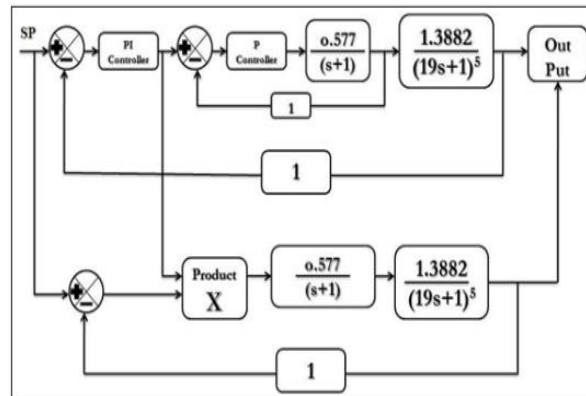 SP
PI
Controller
P
Controller
o.577
(s+1)
1.3882
(19s+1)⁵
Out
Put
1
1
Product
X
o.577
(s+1)
1.3882
(19s+1)⁵
1